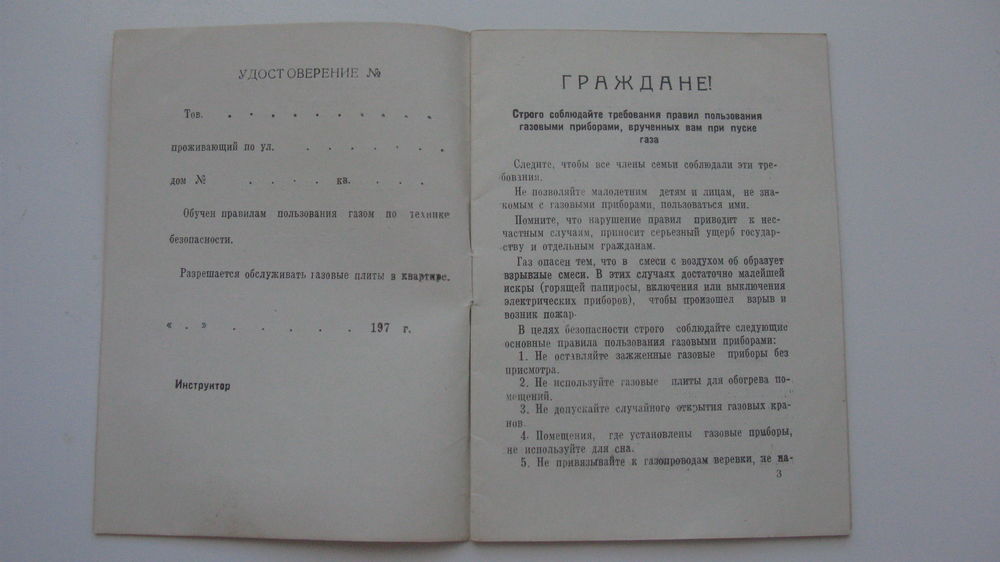 УДОСТОВЕРЕНИЕ №
Тов. . . . . . . . . . .
проживающий по ул. . . . . . . .
дом № . . . . кв. . . .
Обучен правилам пользования газом по технике
безопасности.
Разрешается обслуживать газовые плиты в квартире.
« . » . . . . . 197 г.
Инструктор
ГРАЖДАНЕ!
Строго соблюдайте требования правил пользования
газовыми приборами, врученных вам при пуске
газа
Следите, чтобы все члены семьи соблюдали эти тре-
бования.
Не позволяйте малолетним детям и лицам, не зна-
комым с газовыми приборами, пользоваться ими.
Помните, что нарушение правил приводит к нес-
частным случаям, приносит серьезный ущерб государ-
ству и отдельным гражданам.
Газ опасен тем, что в смеси с воздухом об образует
взрывные смеси. В этих случаях достаточно малейшей
искры (горящей папиросы, включения или выключения
электрических приборов), чтобы произошел взрыв и
возник пожар.
В целях безопасности строго соблюдайте следующие
основные правила пользования газовыми приборами:
1. Не оставляйте зажженные газовые приборы без
присмотра.
2. Не используйте газовые плиты для обогрева по-
мещений.
3. Не допускайте случайного открытия газовых кра-
нов.
4. Помещения, где установлены газовые приборы,
не используйте для сна.
5. Не привязывайте к газопроводам веревки, не на-
3